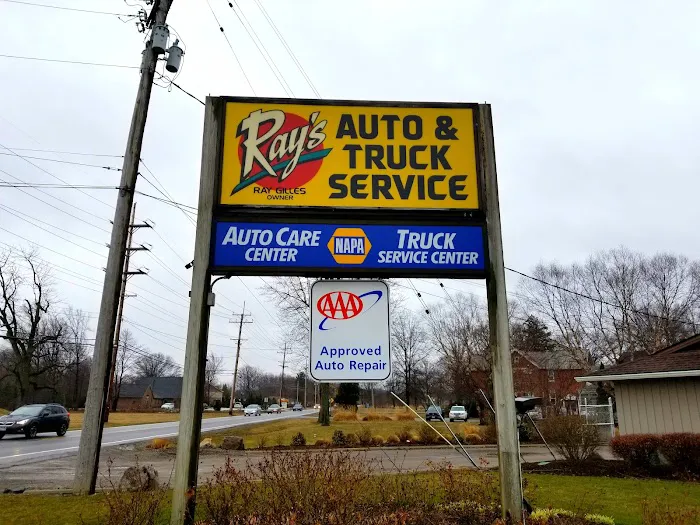 Ray's
RAY GILLES
OWNER
AUTO &
TRUCK
SERVICE
AUTO CARE
CENTER
NAPA
TRUCK
SERVICE CENTER
AAA
Approved
Auto Repair